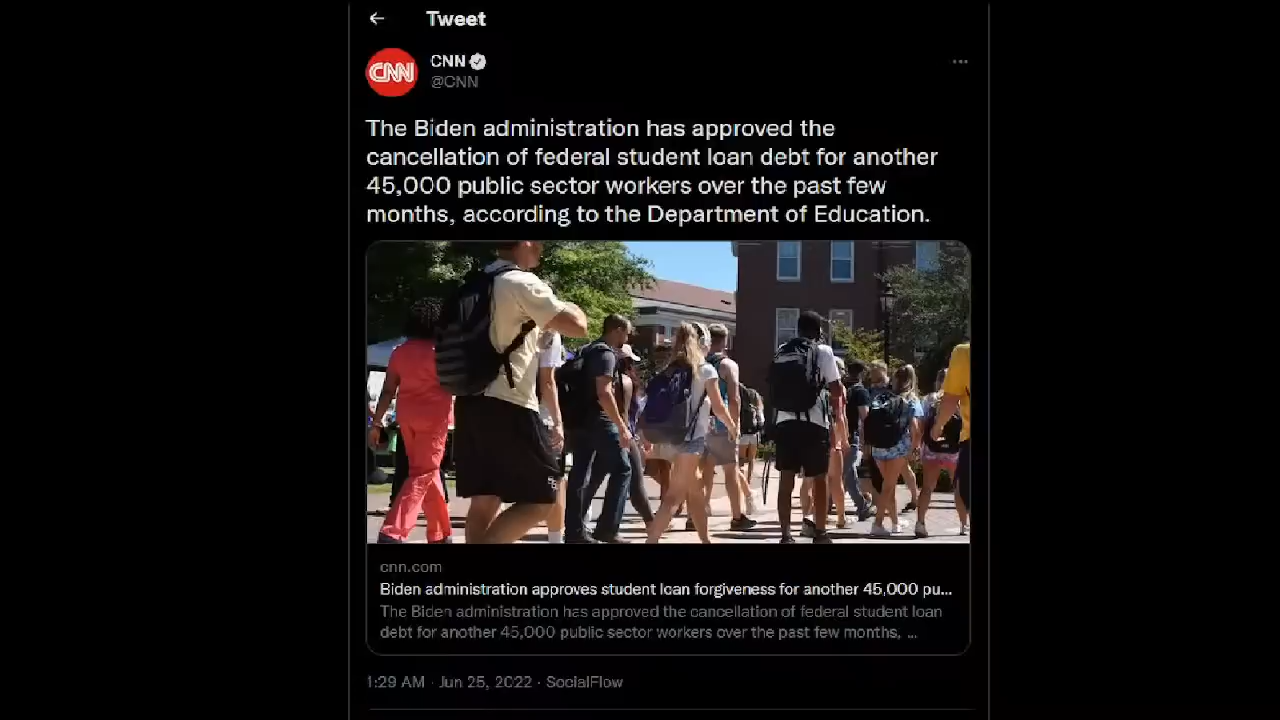 Tweet
CNN
CNN
@CNN
The Biden administration has approved the
cancellation of federal student loan debt for another
45,000 public sector workers over the past few
months, according to the Department of Education.
cnn.com
Biden administration approves student loan forgiveness for another 45,000 pu...
The Biden administration has approved the cancellation of federal student loan
debt for another 45,000 public sector workers over the past few months, ...
1:29 AM · Jun 25, 2022 · SocialFlow